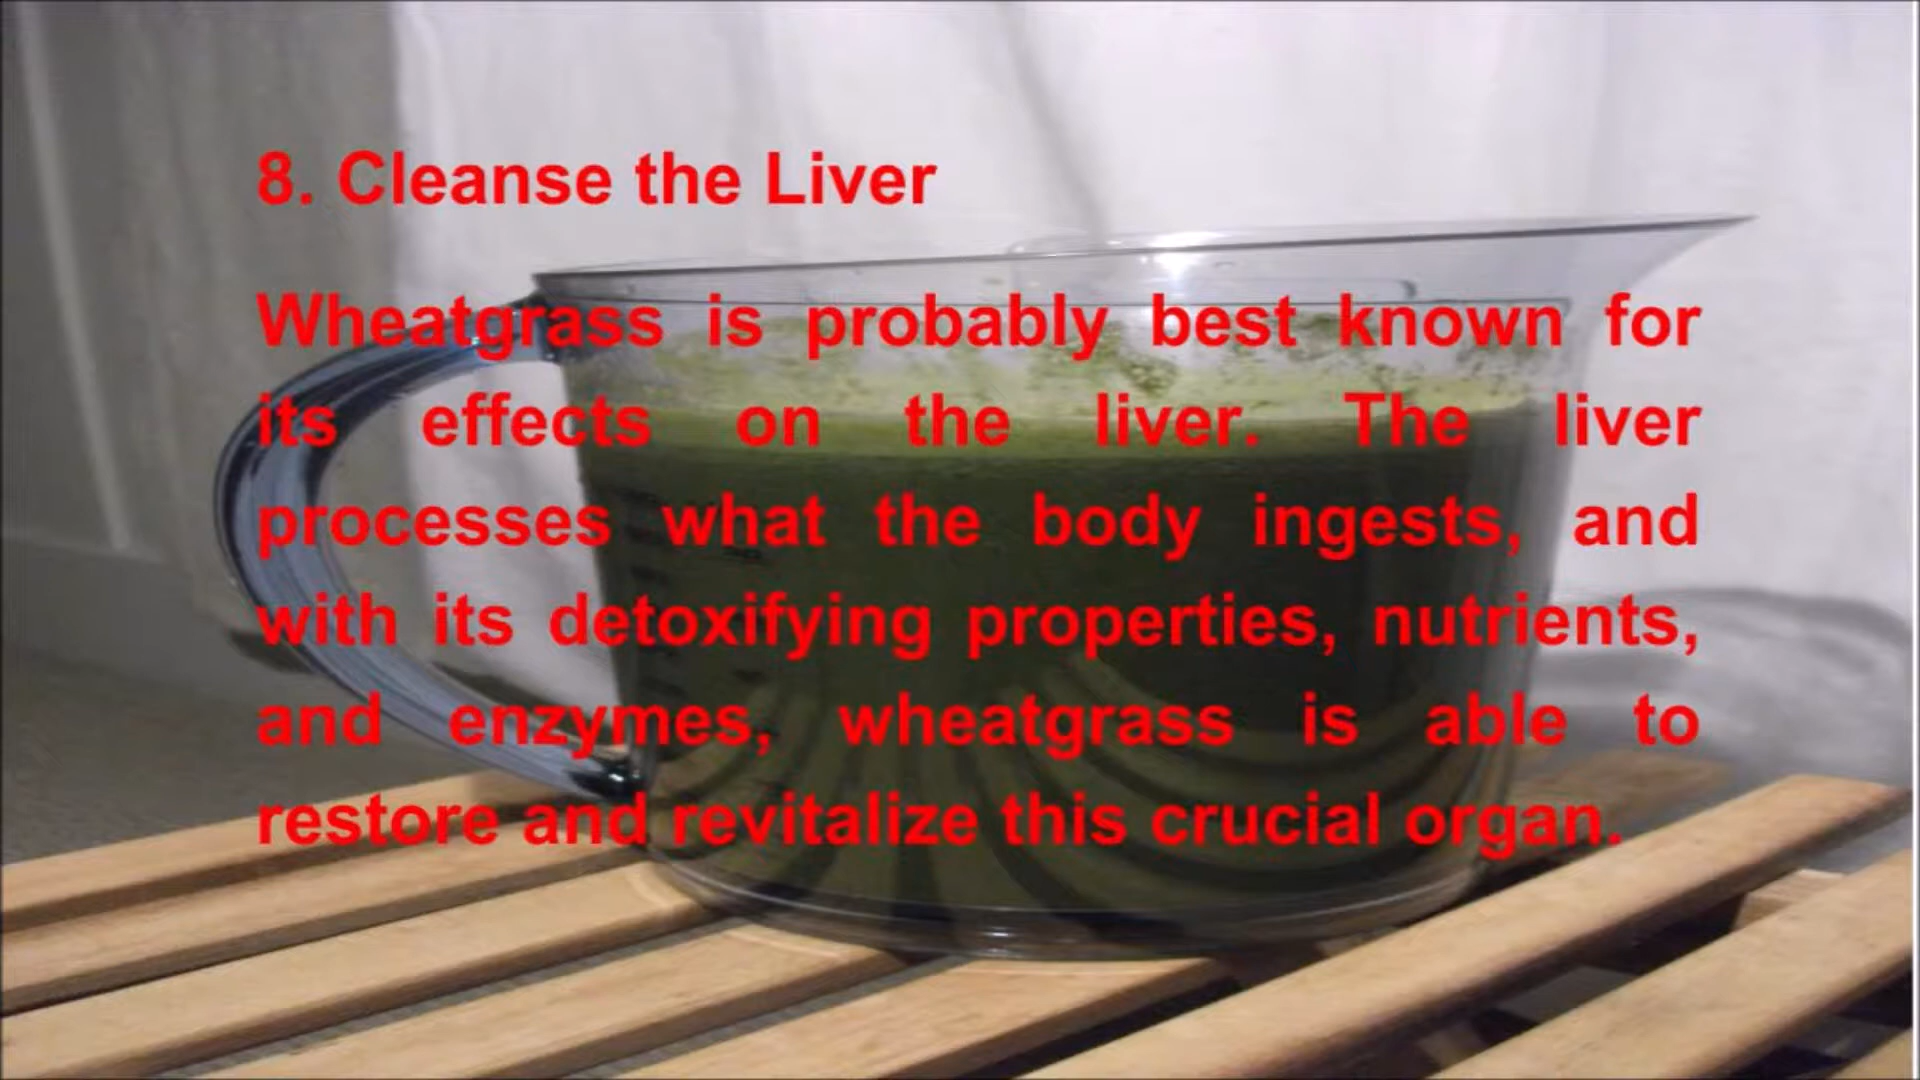 8. Cleanse the Liver
Wheatgrass is probably best known for
its effects on the liver. The liver
processes what the body ingests, and
with its detoxifying properties, nutrients,
and enzymes, wheatgrass is able to
restore and revitalize this crucial organ.